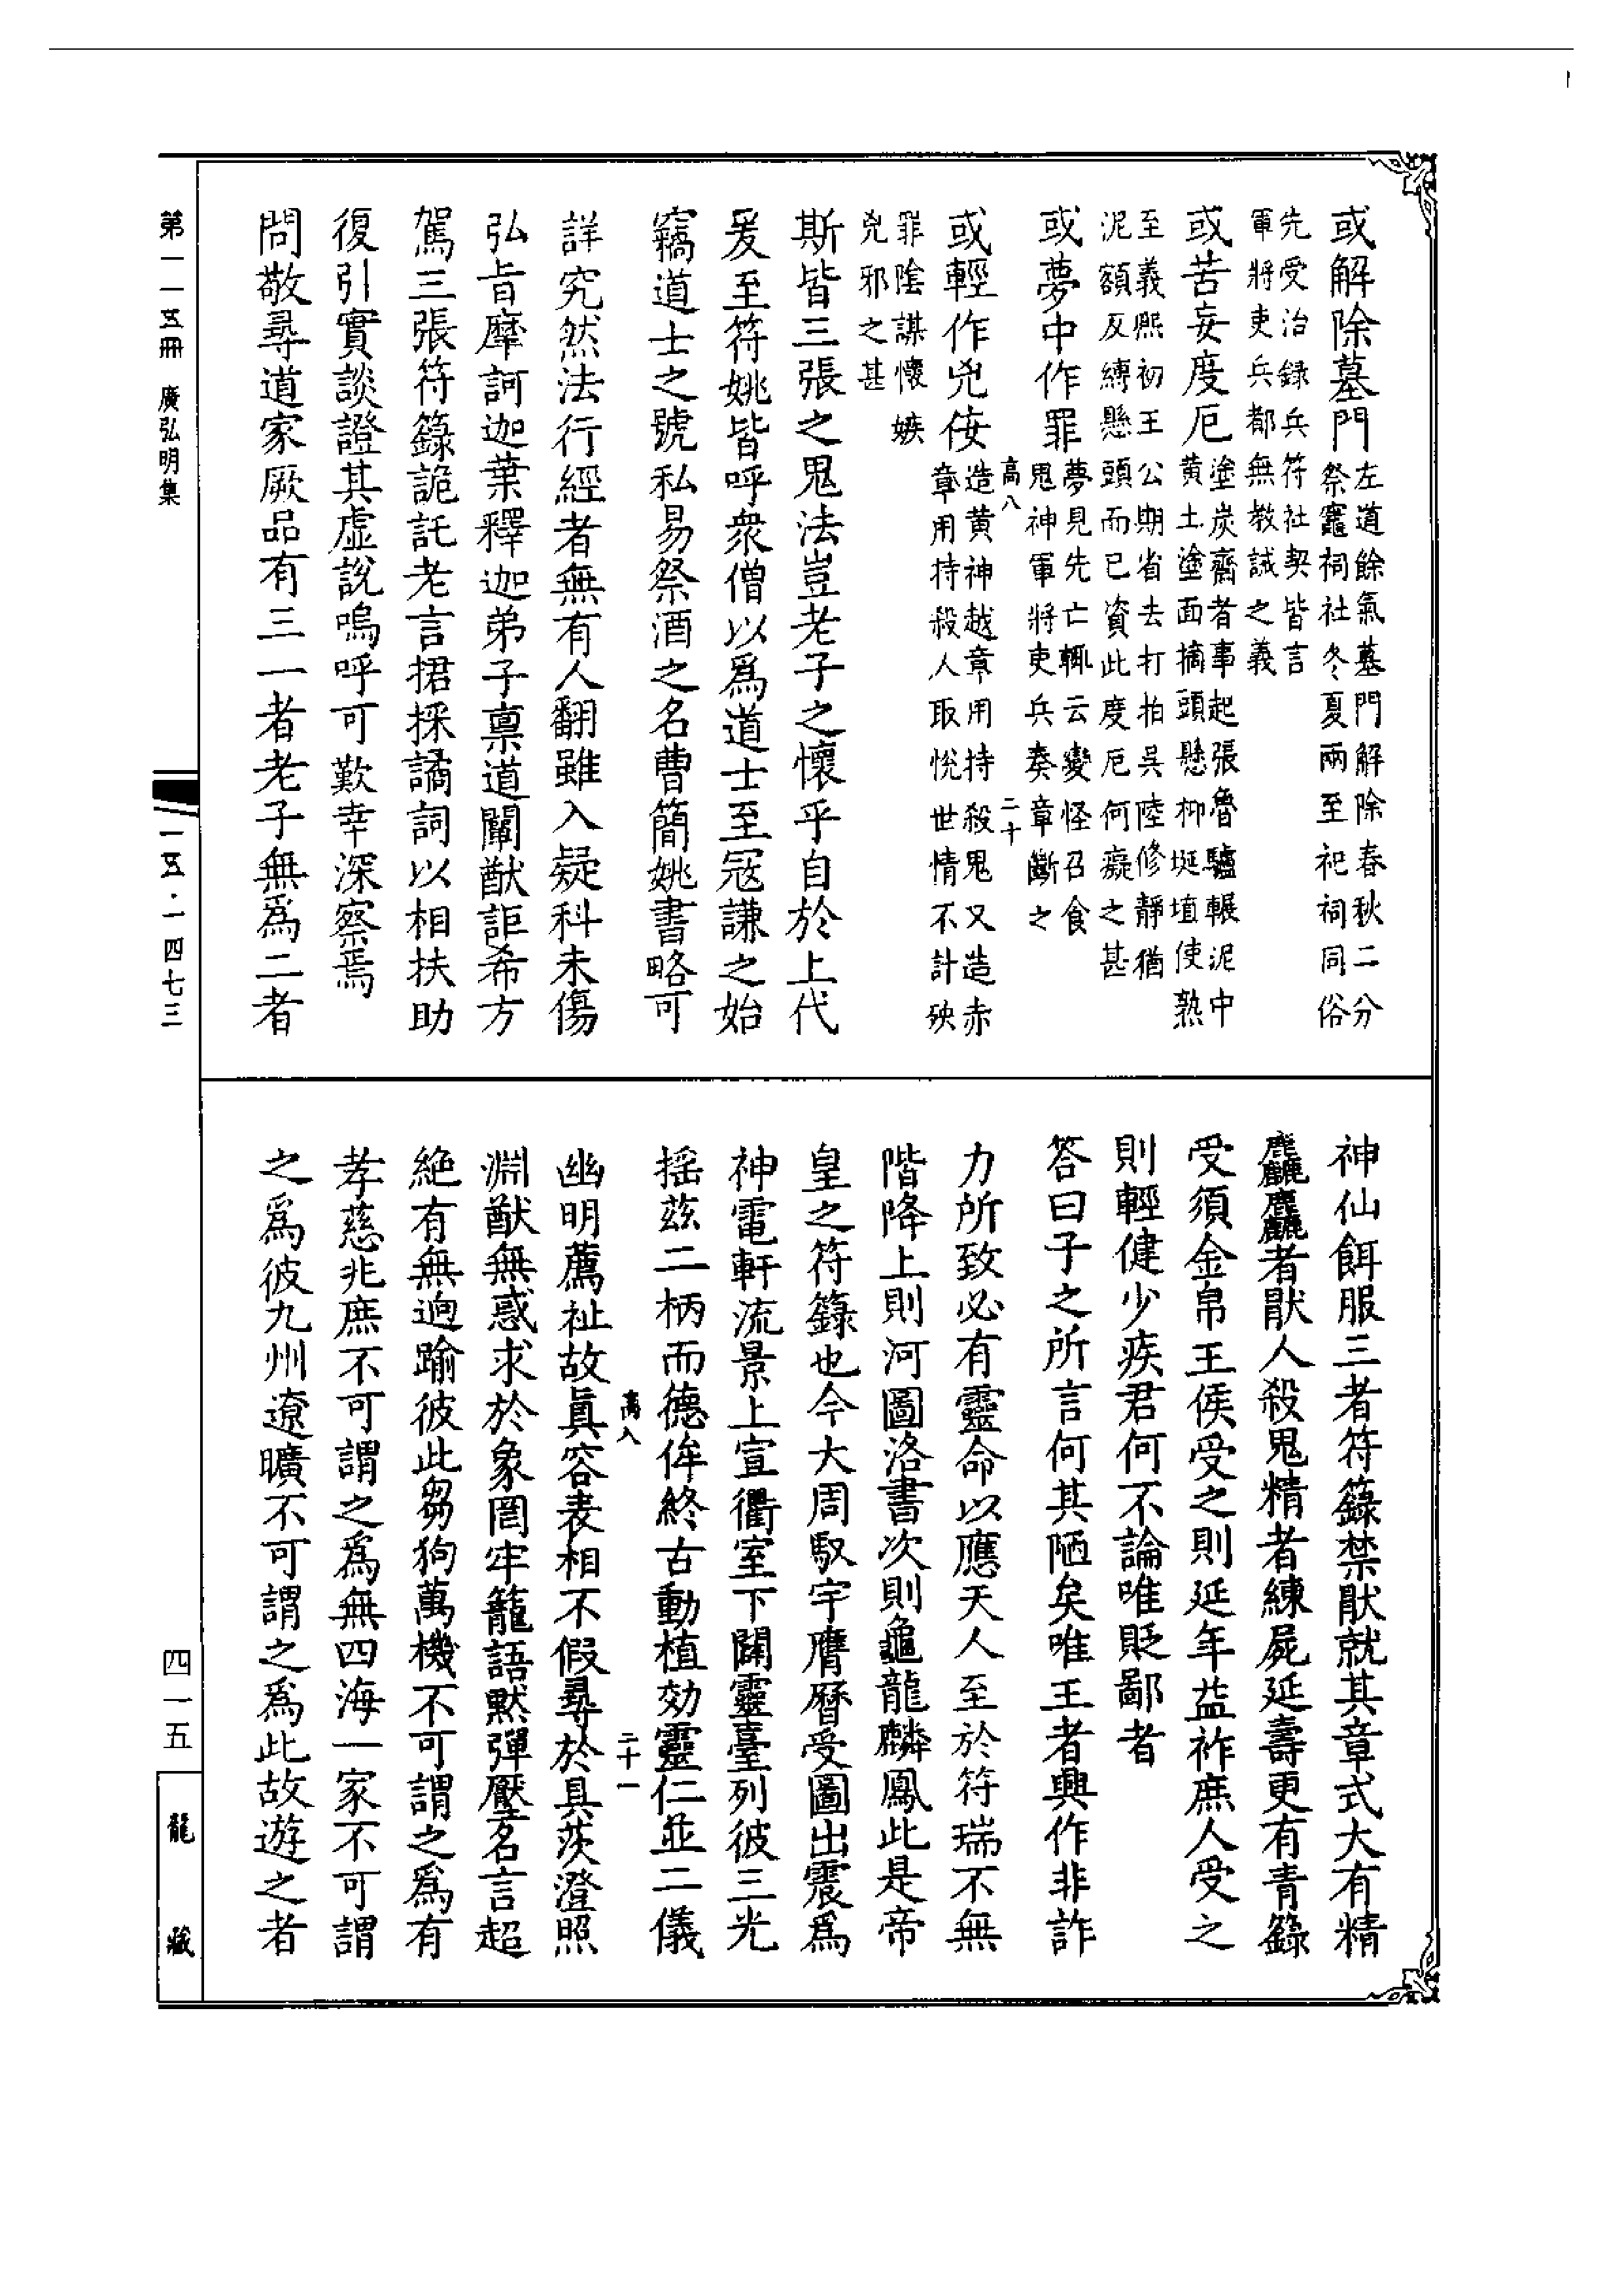 或解除墓門
左道餘氣墓門解除春秋二分
祭竈祠社冬夏兩至祀祠同俗
先受治録兵符社契皆言
軍將吏兵都無教誡之義
或苦妄度厄
塗炭齋者事起張魯驢輾泥中
黄土塗面摘頭懸栁埏埴使熟
至義熈初王公期省去打拍吳陸修靜猶
泥額反縛懸頭而已資此度厄何癡之甚
或夢中作罪
夢見先亡輒云變怪召食
鬼神軍將吏兵奏章斷之
高八 二十
或輕作兇佞
造黄神越章用持殺鬼又造赤
章用持殺人取悅世情不計殃
罪陰謀懷嫉
兇邪之甚
斯皆三張之鬼法豈老子之懷乎自於上代
爰至符姚皆呼衆僧以爲道士至冦謙之始
竊道士之號私易祭酒之名曹簡姚書略可
詳究然法行經者無有人翻雖入疑科未傷
弘㫖摩訶迦葉釋迦弟子禀道闡猷詎希方
駕三張符籙詭託老言捃採譎詞以相扶助
復引實談證其虛說嗚呼可歎幸深察焉
問敬尋道家厥品有三一者老子無爲二者
神仙餌服三者符籙禁猒就其章式大有精
麤麤者猒人殺鬼精者練屍延壽更有青籙
受須金帛王侯受之則延年益祚庶人受之
則輕健少疾君何不論唯貶鄙者
答曰子之所言何其陋矣唯王者興作非詐
力所致必有靈命以應天人至於符瑞不無
階降上則河圖洛書次則龜龍麟鳳此是帝
皇之符籙也今大周馭宇膺曆受圖出震爲
神電軒流景上宣衢室下闢靈臺列彼三光
揺茲二柄而德侔終古動植効靈仁並二儀
高八 二十一
幽明薦祉故眞容表相不假尋於具茨澄照
淵猷無惑求於象罔牢籠語黙彈壓名言超
絶有無逈踰彼此芻狗萬機不可謂之爲有
孝慈兆庶不可謂之爲無四海一家不可謂
之爲彼九州遼曠不可謂之爲此故遊之者
第一一五冊 廣弘明集
一五·一四七三
四一五
龍藏